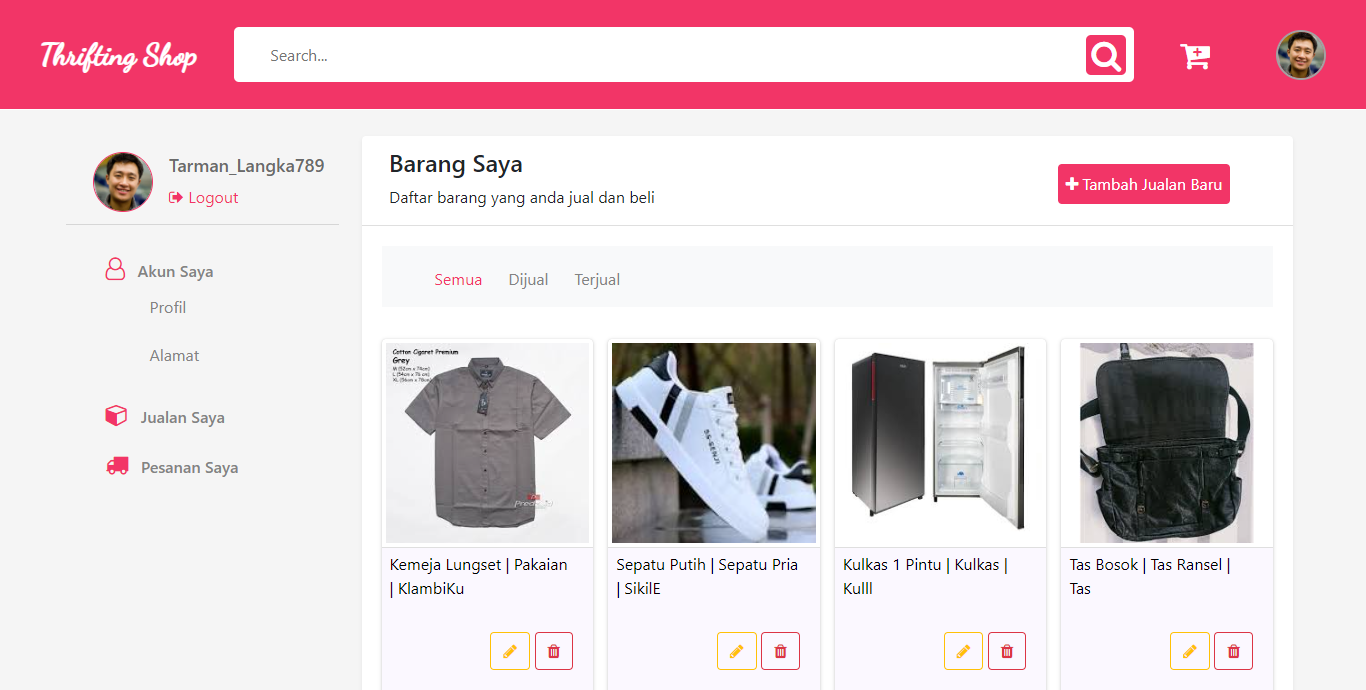 Thrifting Shop
Search...
Tarman_Langka789
Logout
Akun Saya
Profil
Alamat
Jualan Saya
Pesanan Saya
Barang Saya
Daftar barang yang anda jual dan beli
Tambah Jualan Baru
Semua Dijual Terjual
Cotton Cigaret Premium
Grey
M (52cm x 74cm)
L (54cm x 76 cm)
XL (56cm x 78cm)
Kemeja Lungset | Pakaian
| KlambiKu
Sepatu Putih | Sepatu Pria
| SikilE
Kulkas 1 Pintu | Kulkas |
Kulll
Tas Bosok | Tas Ransel |
Tas